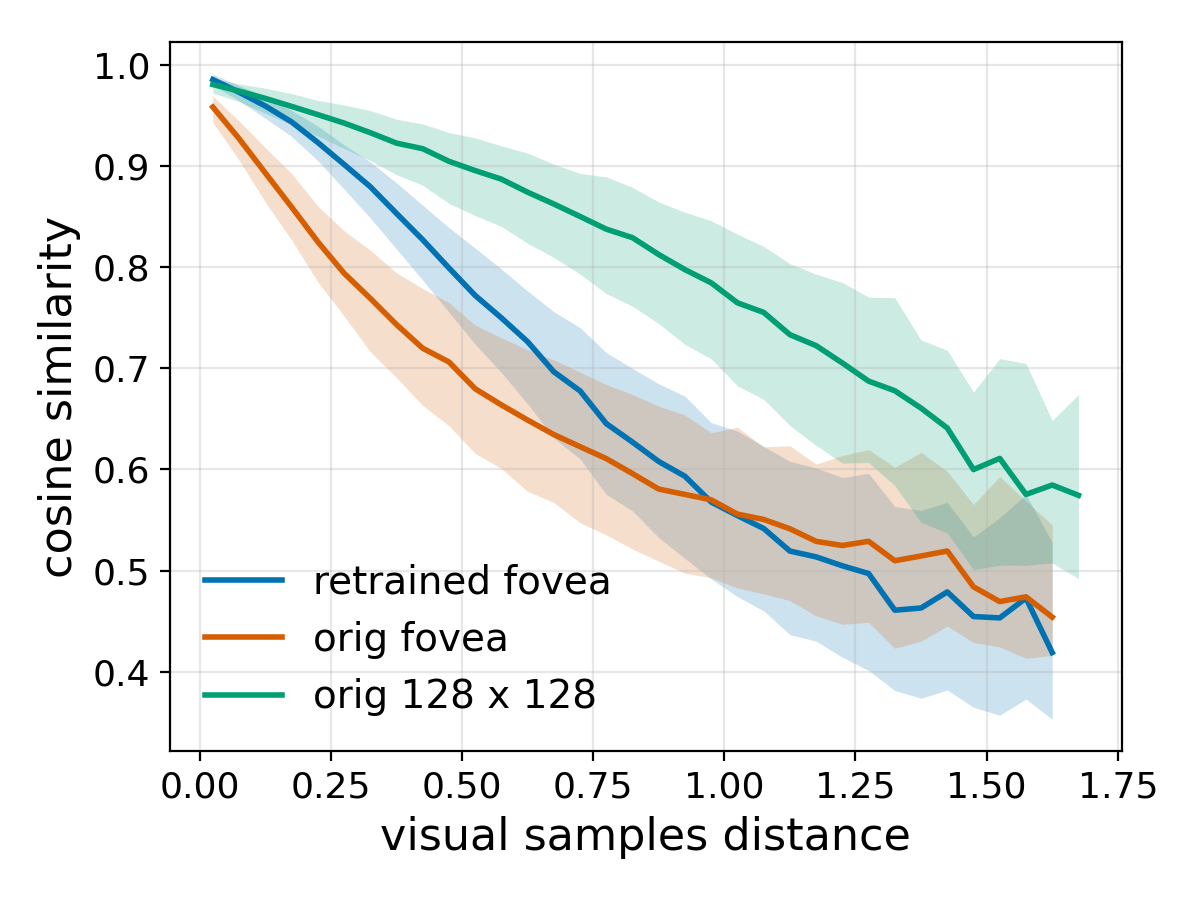 1.0
0.9
0.8
0.7
0.6
0.5
0.4
cosine similarity
retrained fovea
orig fovea
orig 128 x 128
0.00 0.25 0.50 0.75 1.00 1.25 1.50 1.75
visual samples distance